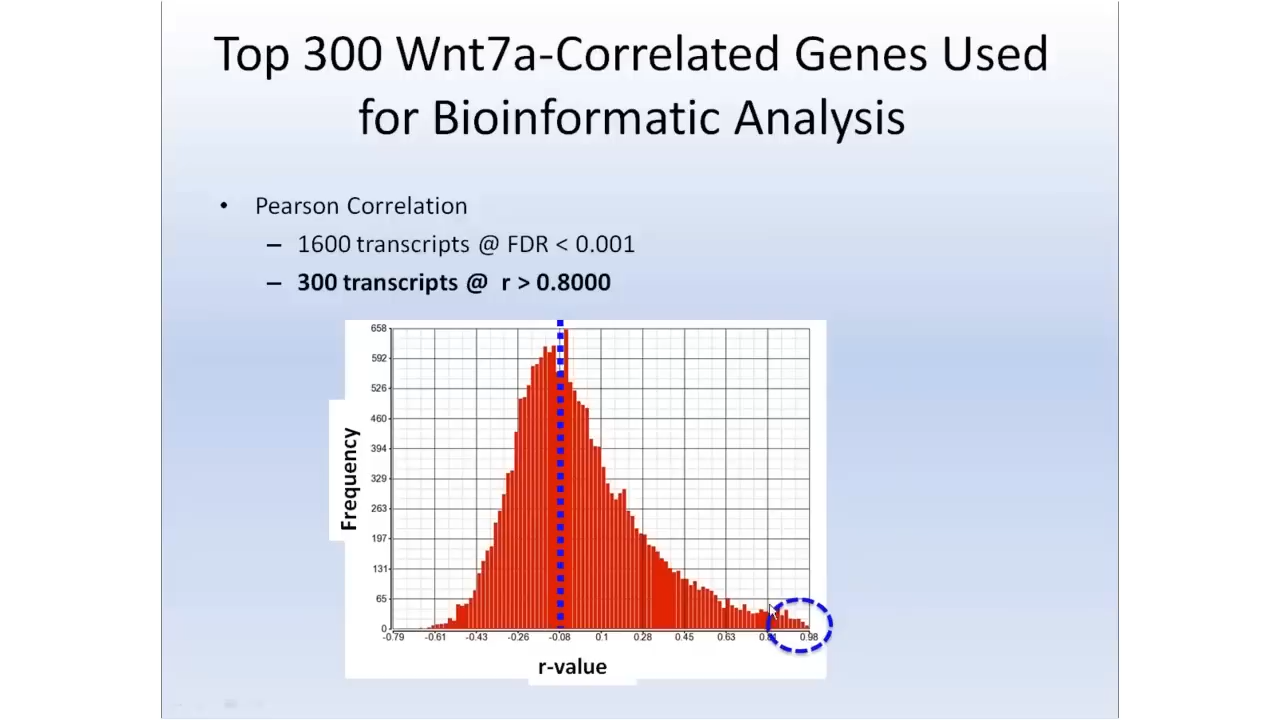 Top 300 Wnt7a-Correlated Genes Used
for Bioinformatic Analysis
• Pearson Correlation
– 1600 transcripts @ FDR < 0.001
– 300 transcripts @ r > 0.8000
658
592
526
460
394
329
263
197
131
65
0
Frequency
-0.79 -0.61 -0.43 -0.26 -0.08 0.1 0.28 0.45 0.63 0.98
r-value